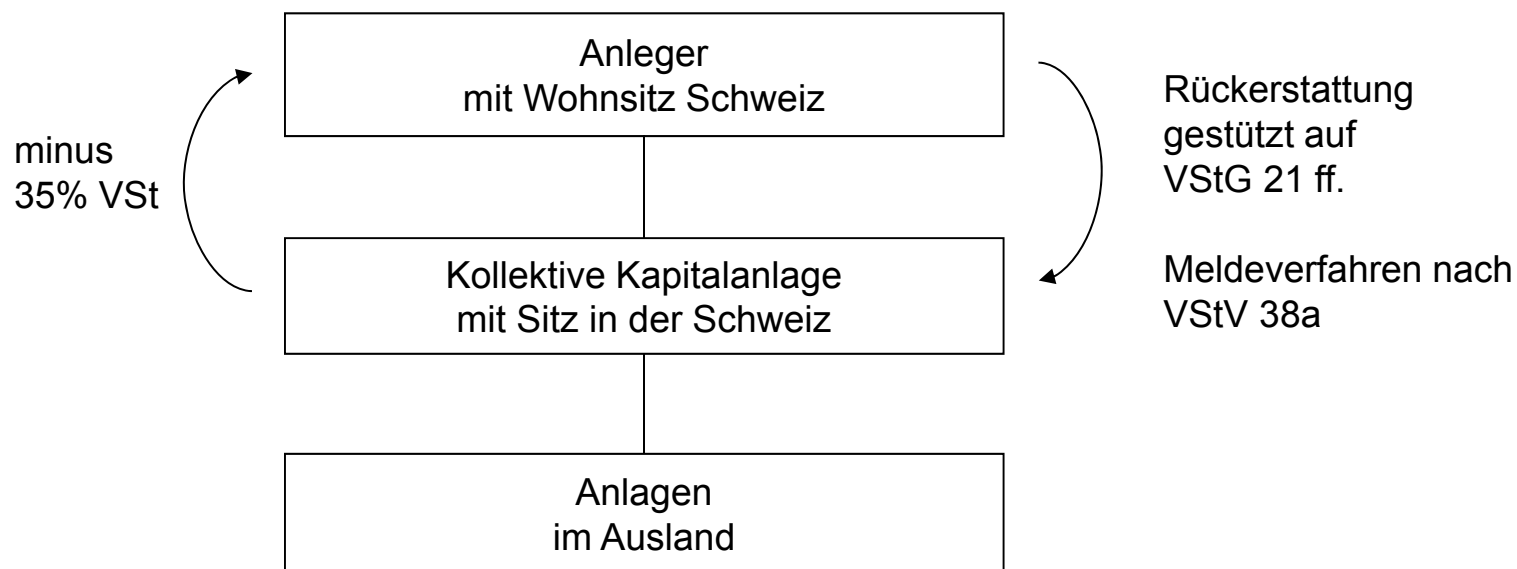 Anleger
mit Wohnsitz Schweiz
minus
35% VSt
Rückerstattung
gestützt auf
VStG 21 ff.
Meldeverfahren nach
VStV 38a
Kollektive Kapitalanlage
mit Sitz in der Schweiz
Anlagen
im Ausland